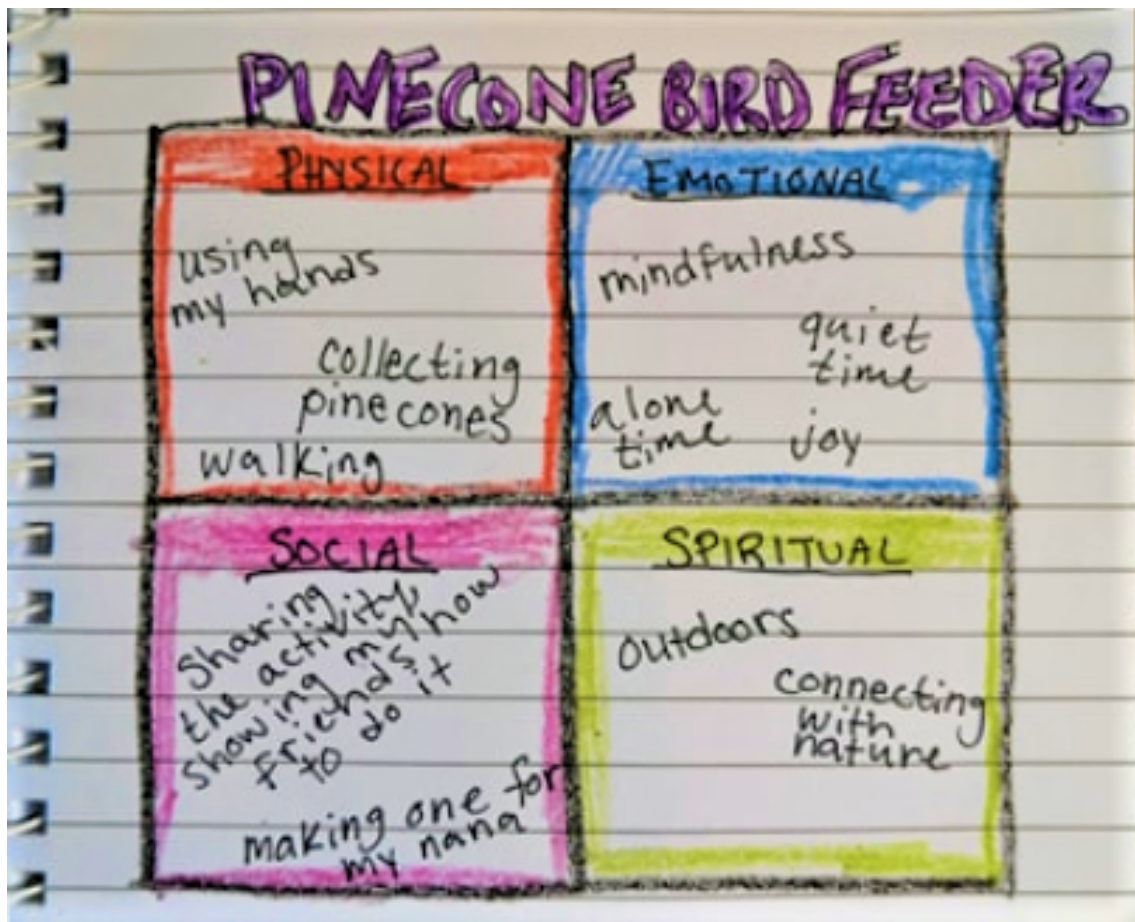 PINECONE BIRD FEEDER
PHYSICAL
using
my hands
collecting
pinecones
walking
EMOTIONAL
mindfulness
quiet
time
alone
time
joy
SOCIAL
Sharing
the activity,
showing my
friends how
to do it
making one for
my nana
SPIRITUAL
outdoors
connecting
with
nature